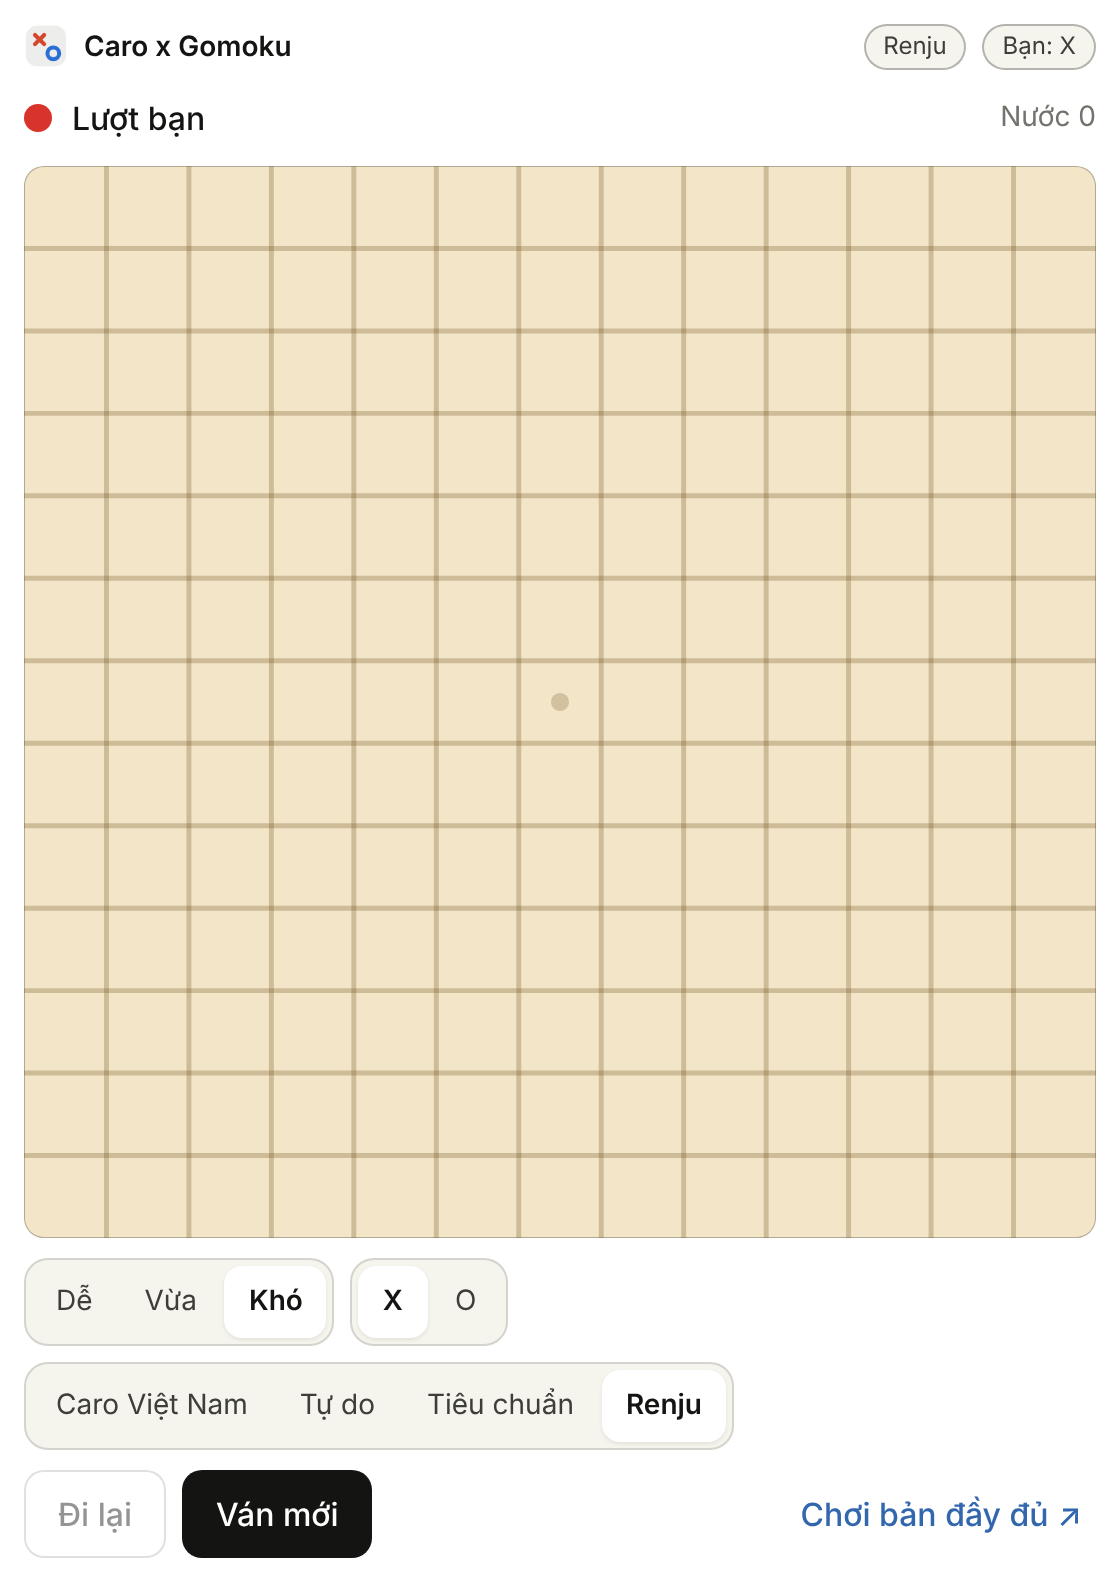 Caro x Gomoku
Renju
Bạn: X
Lượt bạn
Nước 0
Dễ Vừa Khó
X O
Caro Việt Nam Tự do Tiêu chuẩn Renju
Đi lại
Ván mới
Chơi bản đầy đủ ↗